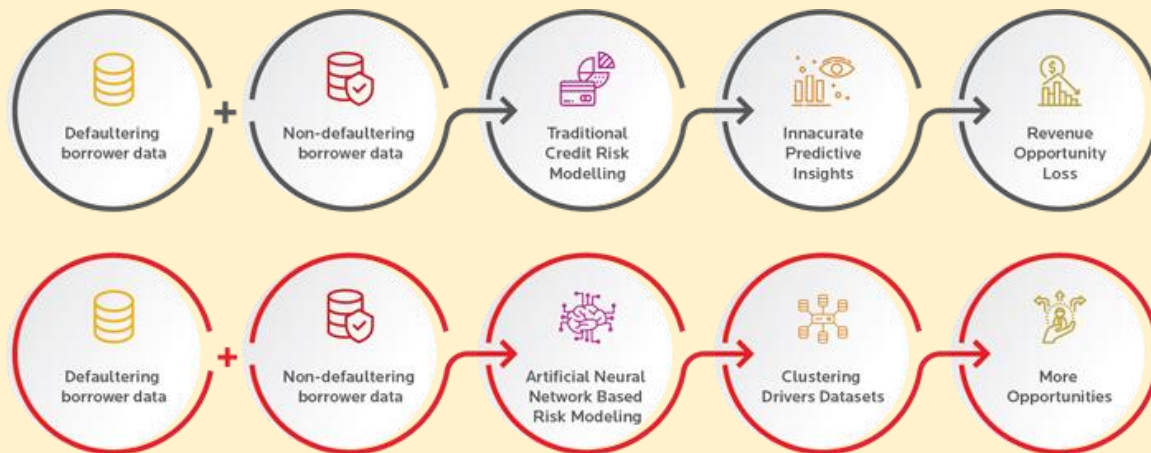 Defaultering
borrower data
+
Non-defaultering
borrower data
Traditional
Credit Risk
Modelling
Innacurate
Predictive
Insights
$
Revenue
Opportunity
Loss
Defaultering
borrower data
+
Non-defaultering
borrower data
Artificial Neural
Network Based
Risk Modeling
Clustering
Drivers Datasets
More
Opportunities